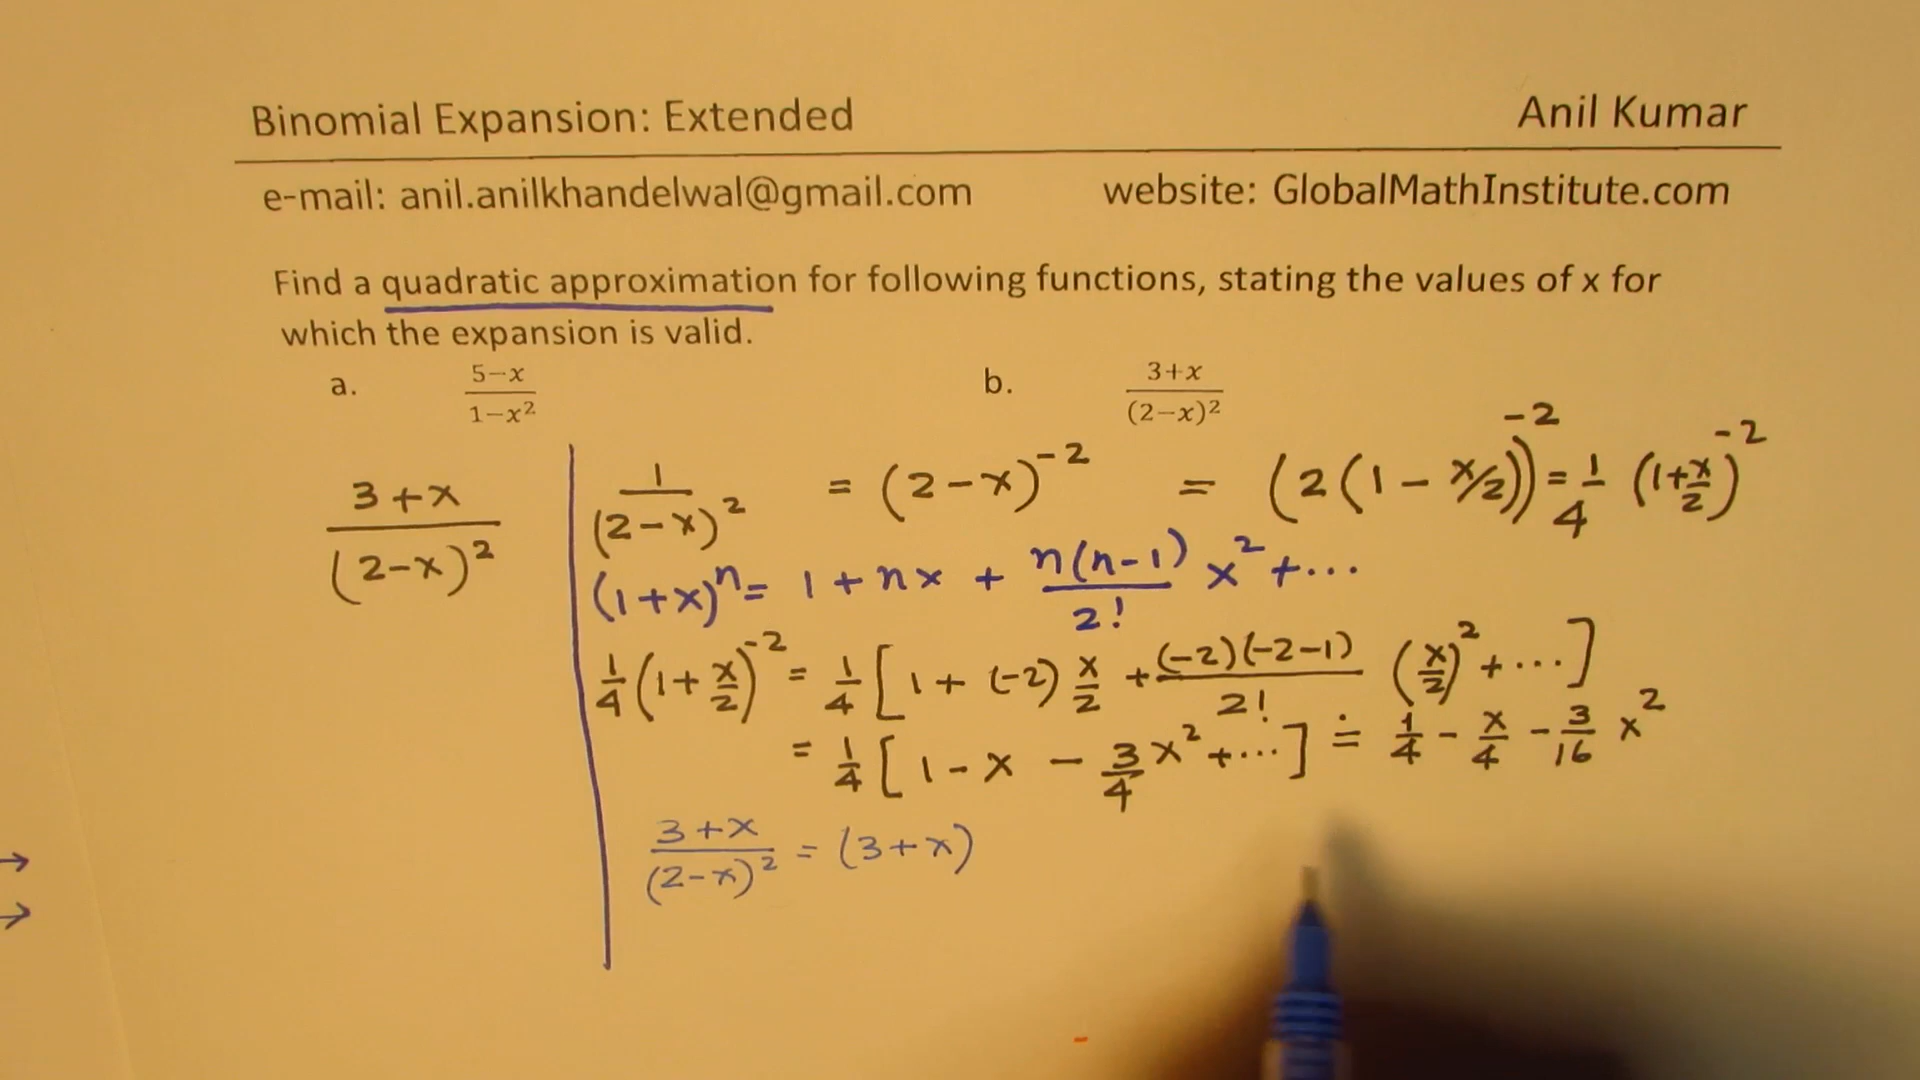 Binomial Expansion: Extended Anil Kumar
e-mail: anil.anilkhandelwal@gmail.com website: GlobalMathInstitute.com
Find a quadratic approximation for following functions, stating the values of x for
which the expansion is valid.
a. (5−x)/(1−x²) b. (3+x)/(2−x)²
(3+x)/(2−x)²
1/(2−x)² = (2−x)⁻² = (2(1−x/2))⁻² = 1/4 (1+x/2)⁻²
(1+x)ⁿ = 1 + nx + n(n−1)/2! x² + ...
1/4 (1+x/2)⁻² = 1/4 [1 + (−2) x/2 + (−2)(−2−1)/2! (x/2)² + ...]
= 1/4 [1 − x − 3/4 x² + ...] ≐ 1/4 − x/4 − 3/16 x²
(3+x)/(2−x)² = (3+x)
→
→